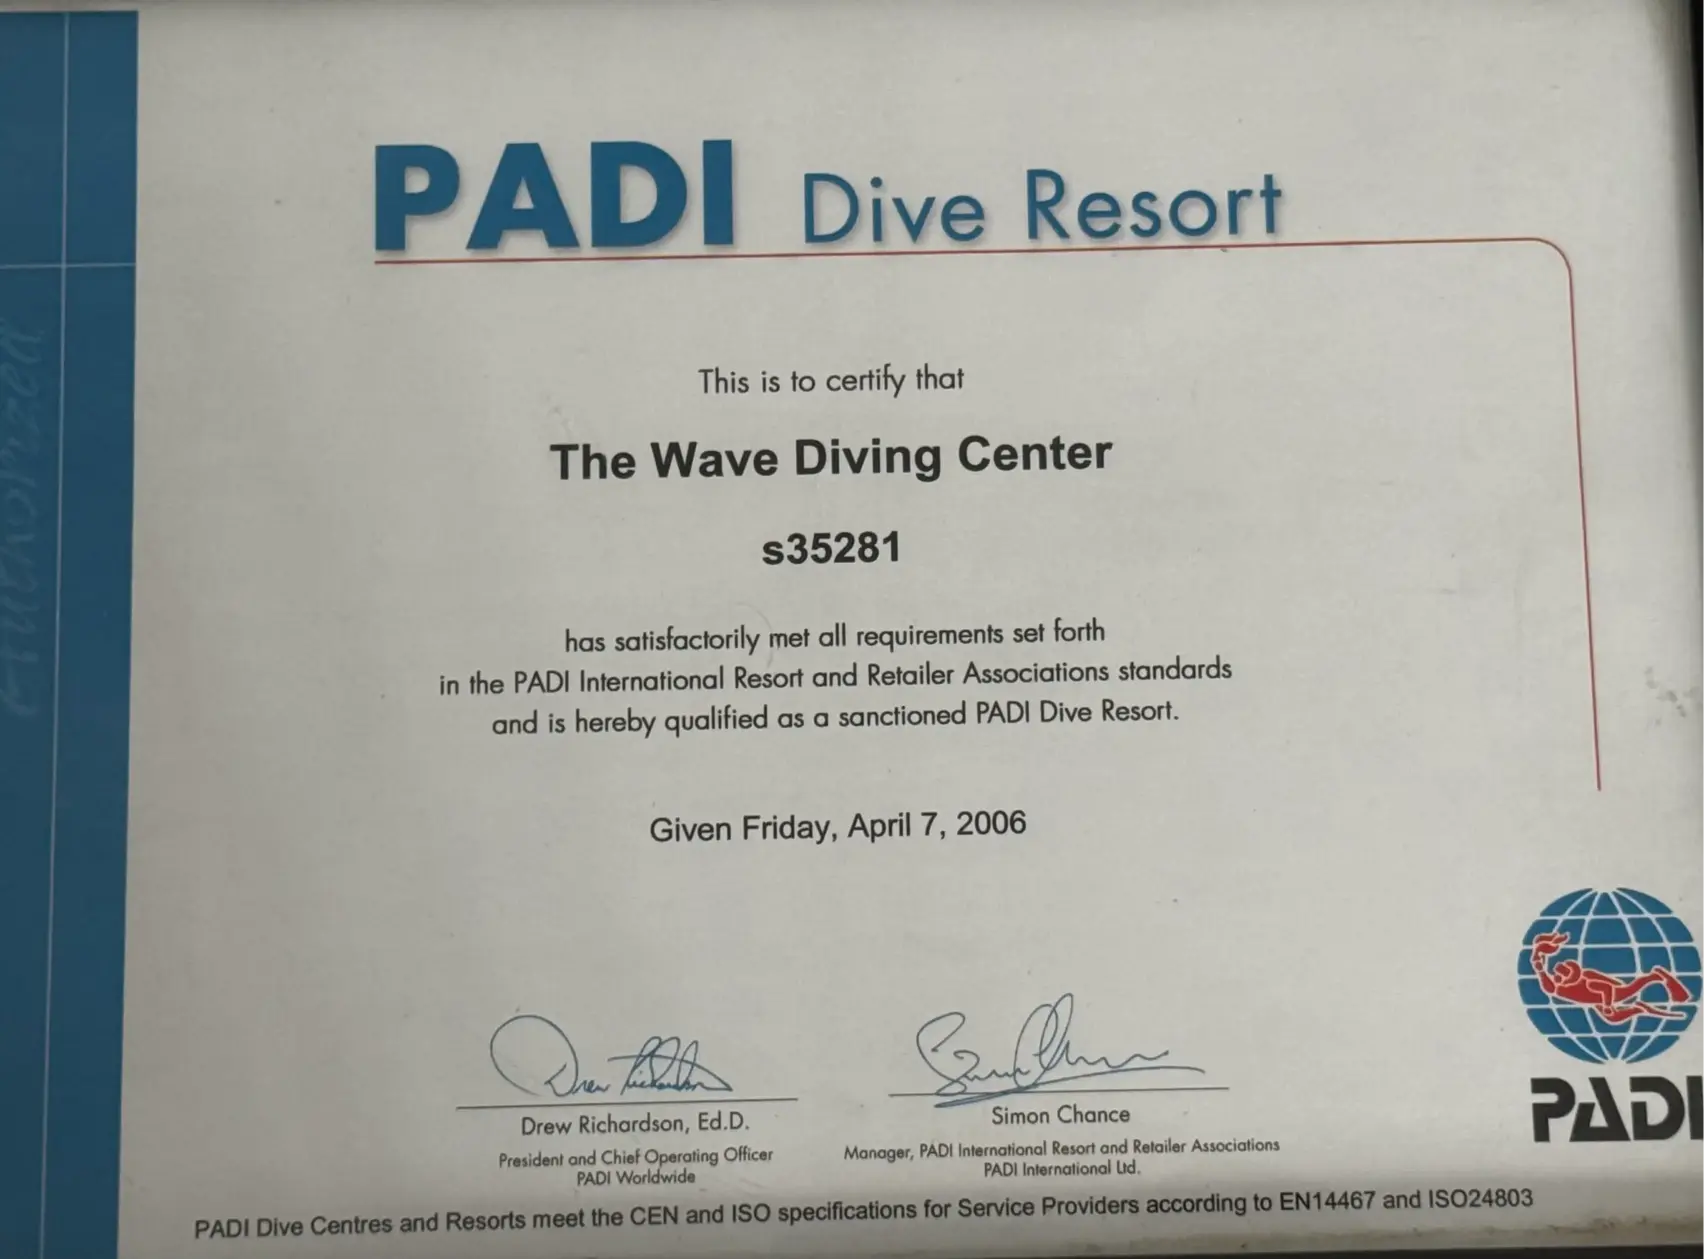 PADI Dive Resort
This is to certify that
The Wave Diving Center
s35281
has satisfactorily met all requirements set forth
in the PADI International Resort and Retailer Associations standards
and is hereby qualified as a sanctioned PADI Dive Resort.
Given Friday, April 7, 2006
Drew Richardson
Drew Richardson, Ed.D.
President and Chief Operating Officer
PADI Worldwide
Simon Chance
Manager, PADI International Resort and Retailer Associations
PADI International Ltd.
PADI
PADI Dive Centres and Resorts meet the CEN and ISO specifications for Service Providers according to EN14467 and ISO24803